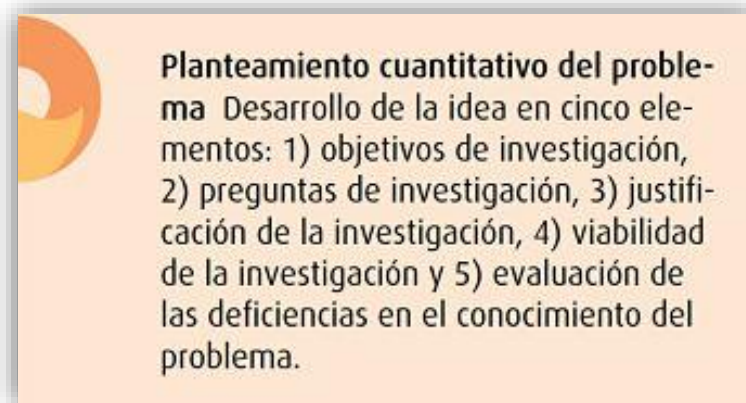 Planteamiento cuantitativo del proble-
ma Desarrollo de la idea en cinco ele-
mentos: 1) objetivos de investigación,
2) preguntas de investigación, 3) justifi-
cación de la investigación, 4) viabilidad
de la investigación y 5) evaluación de
las deficiencias en el conocimiento del
problema.